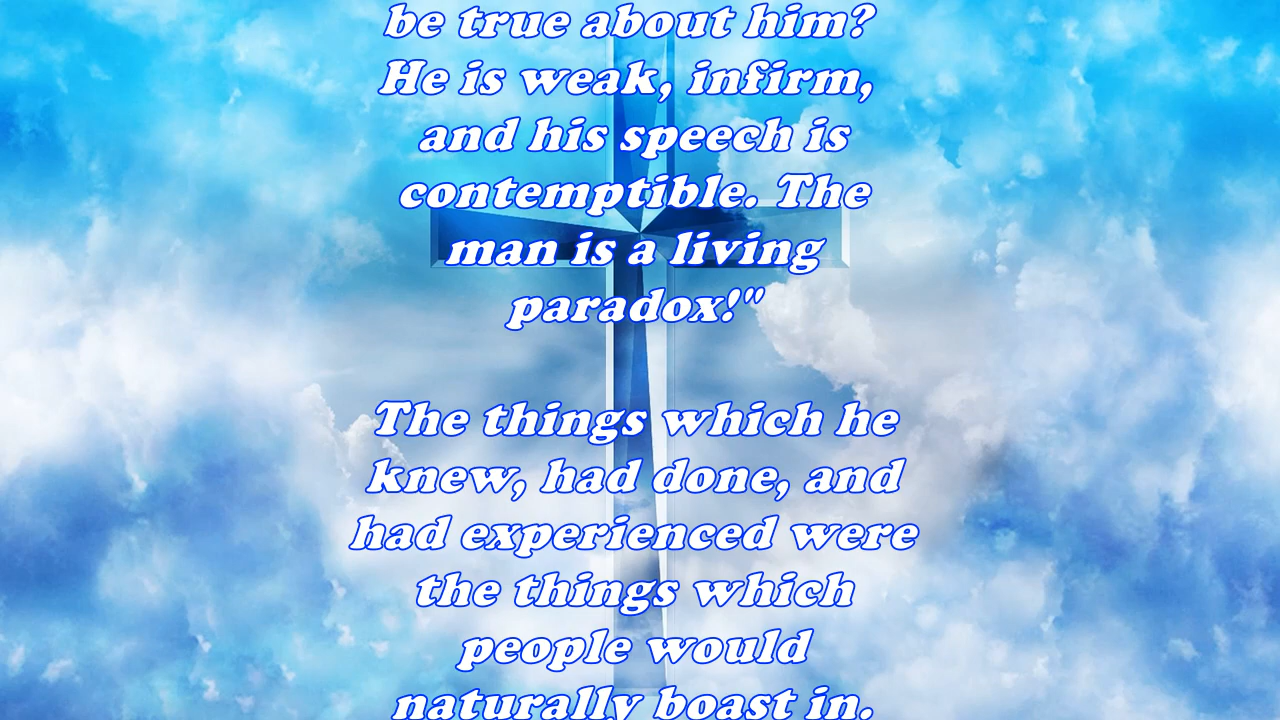 be true about him?
He is weak, infirm,
and his speech is
contemptible. The
man is a living
paradox!"
The things which he
knew, had done, and
had experienced were
the things which
people would
naturally boast in.